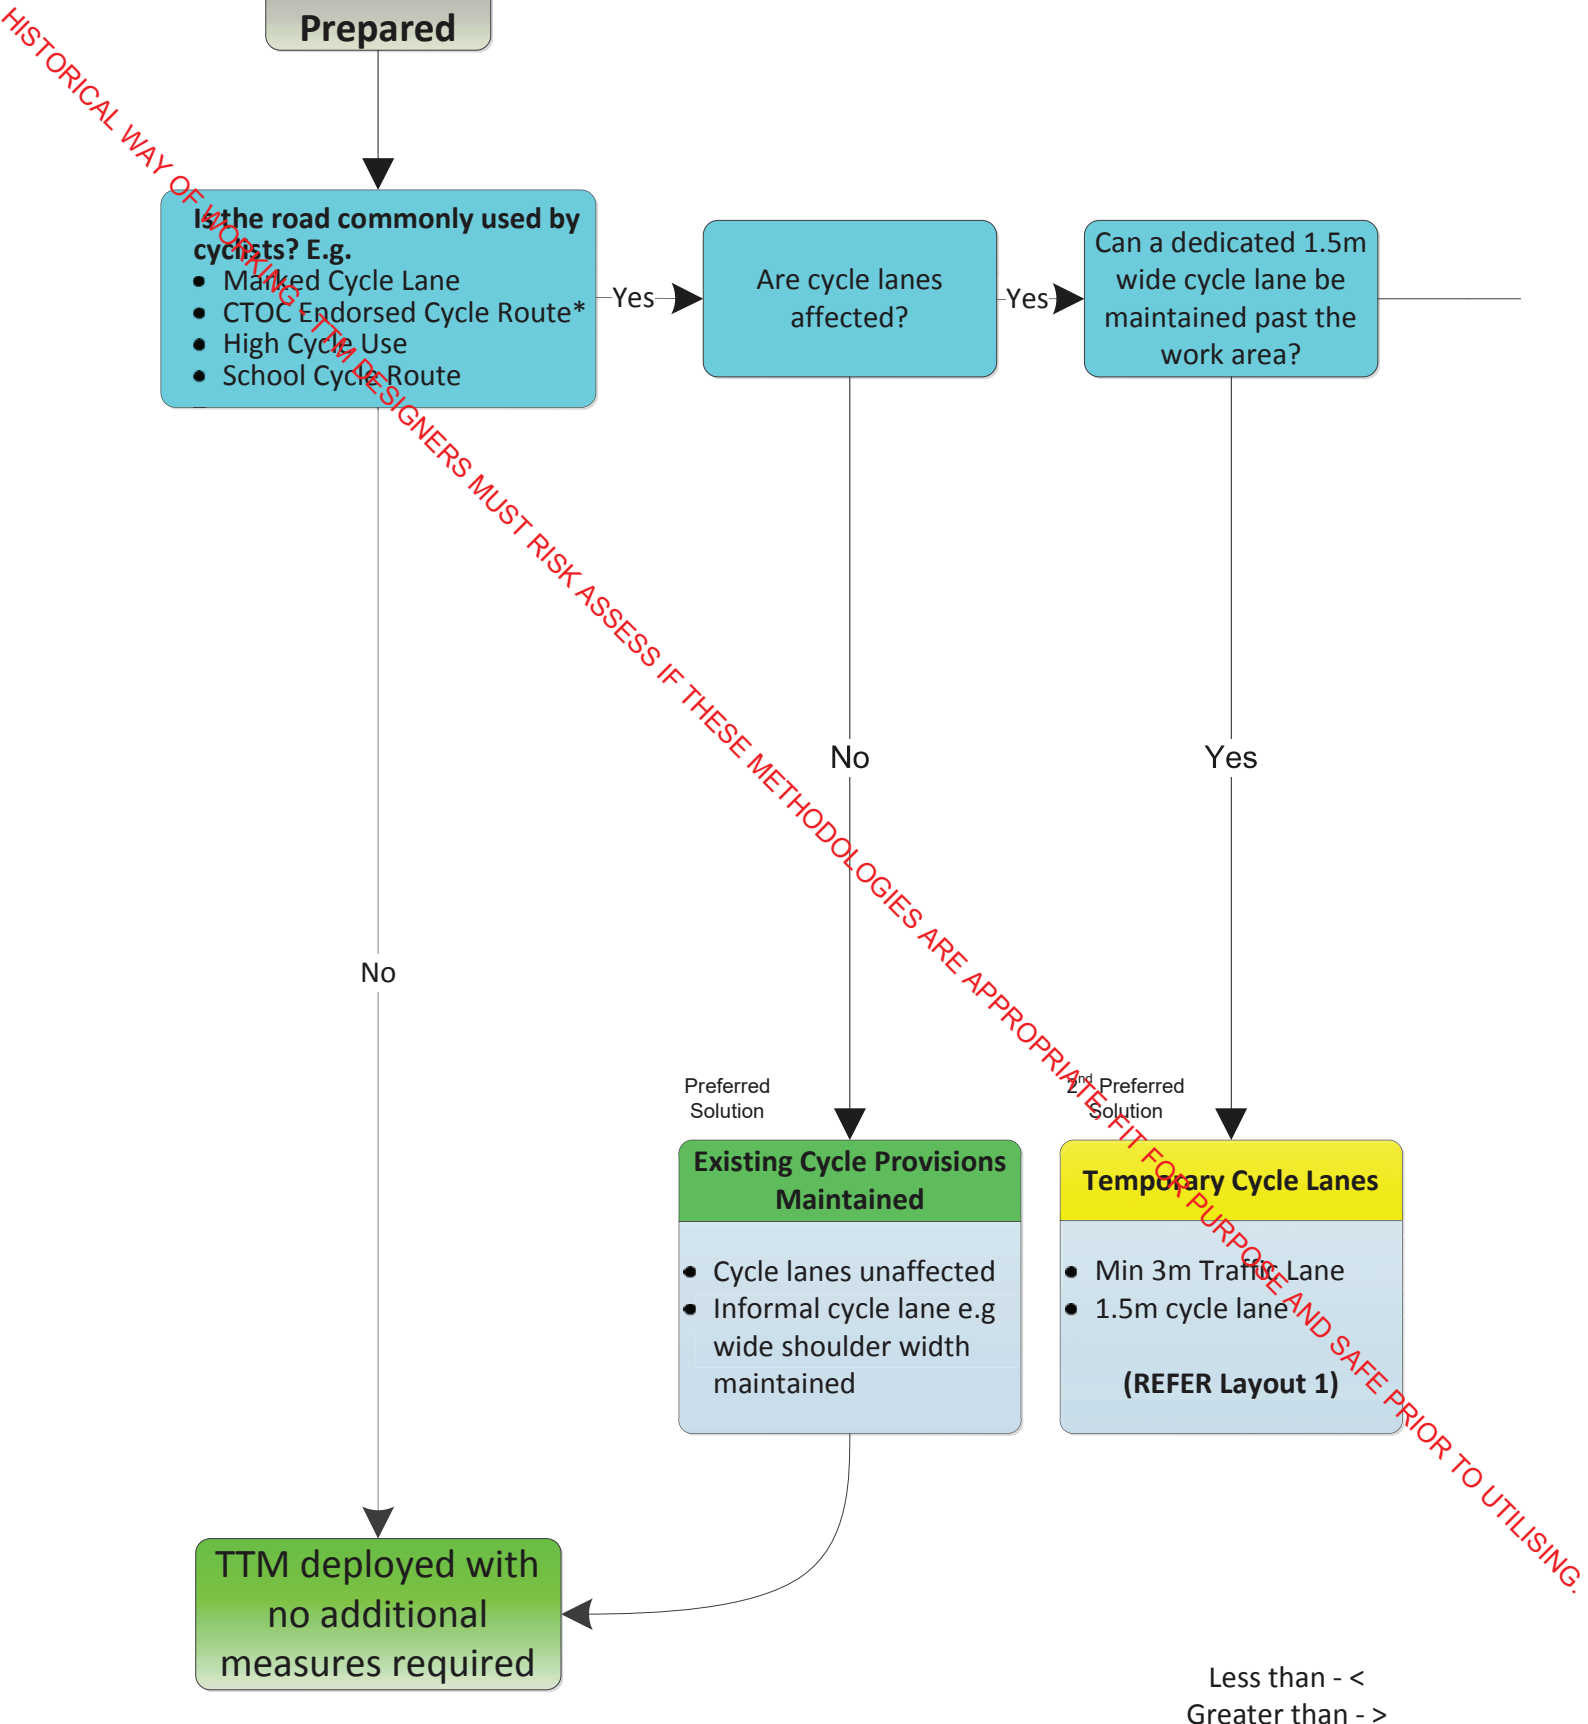 Prepared
HISTORICAL WAY OF WORKING - TTM DESIGNERS MUST RISK ASSESS IF THESE METHODOLOGIES ARE APPROPRIATE, FIT FOR PURPOSE AND SAFE PRIOR TO UTILISING.
Is the road commonly used by
cyclists? E.g.
• Marked Cycle Lane
• CTOC Endorsed Cycle Route*
• High Cycle Use
• School Cycle Route
Yes
Are cycle lanes
affected?
Yes
Can a dedicated 1.5m
wide cycle lane be
maintained past the
work area?
No
Yes
No
Preferred
Solution
2nd Preferred
Solution
Existing Cycle Provisions
Maintained
• Cycle lanes unaffected
• Informal cycle lane e.g
wide shoulder width
maintained
Temporary Cycle Lanes
• Min 3m Traffic Lane
• 1.5m cycle lane
(REFER Layout 1)
TTM deployed with
no additional
measures required
Less than - <
Greater than - >